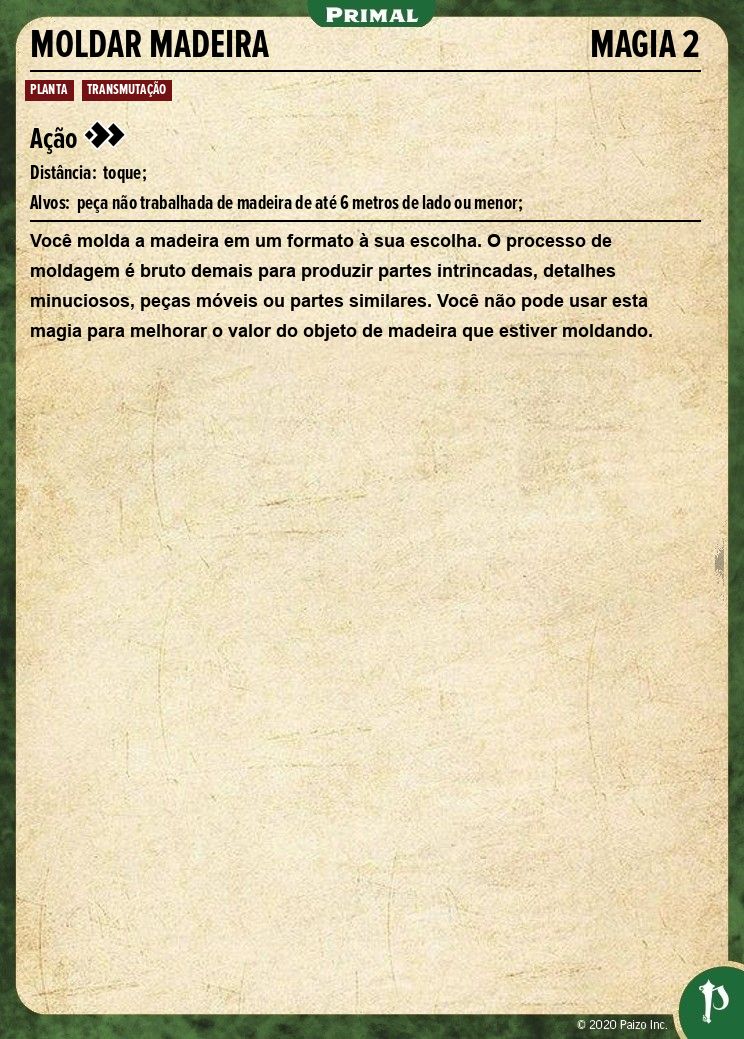 PRIMAL
MOLDAR MADEIRA MAGIA 2
PLANTA TRANSMUTAÇÃO
Ação
Distância: toque;
Alvos: peça não trabalhada de madeira de até 6 metros de lado ou menor;
Você molda a madeira em um formato à sua escolha. O processo de
moldagem é bruto demais para produzir partes intrincadas, detalhes
minuciosos, peças móveis ou partes similares. Você não pode usar esta
magia para melhorar o valor do objeto de madeira que estiver moldando.
© 2020 Paizo Inc.